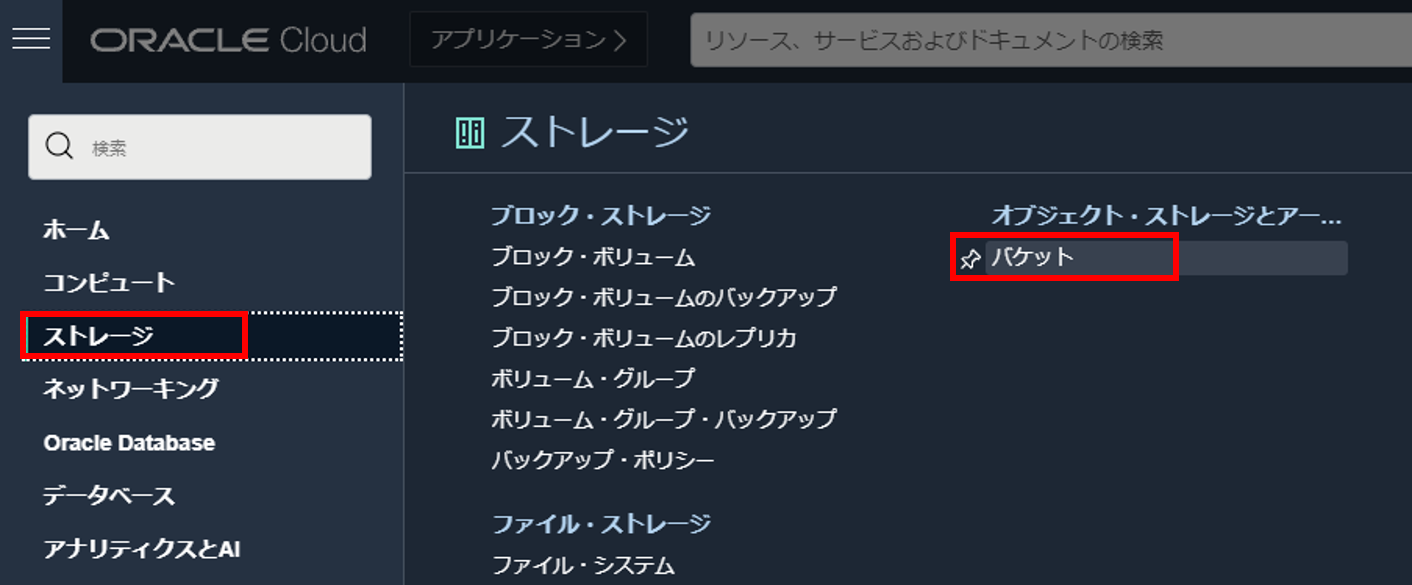 ORACLE Cloud
アプリケーション
リソース、サービスおよびドキュメントの検索
検索
ホーム
コンピュート
ストレージ
ネットワーキング
Oracle Database
データベース
アナリティクスとAI
ストレージ
ブロック・ストレージ
ブロック・ボリューム
ブロック・ボリュームのバックアップ
ブロック・ボリュームのレプリカ
ボリューム・グループ
ボリューム・グループ・バックアップ
バックアップ・ポリシー
ファイル・ストレージ
ファイル・システム
オブジェクト・ストレージとアー...
バケット